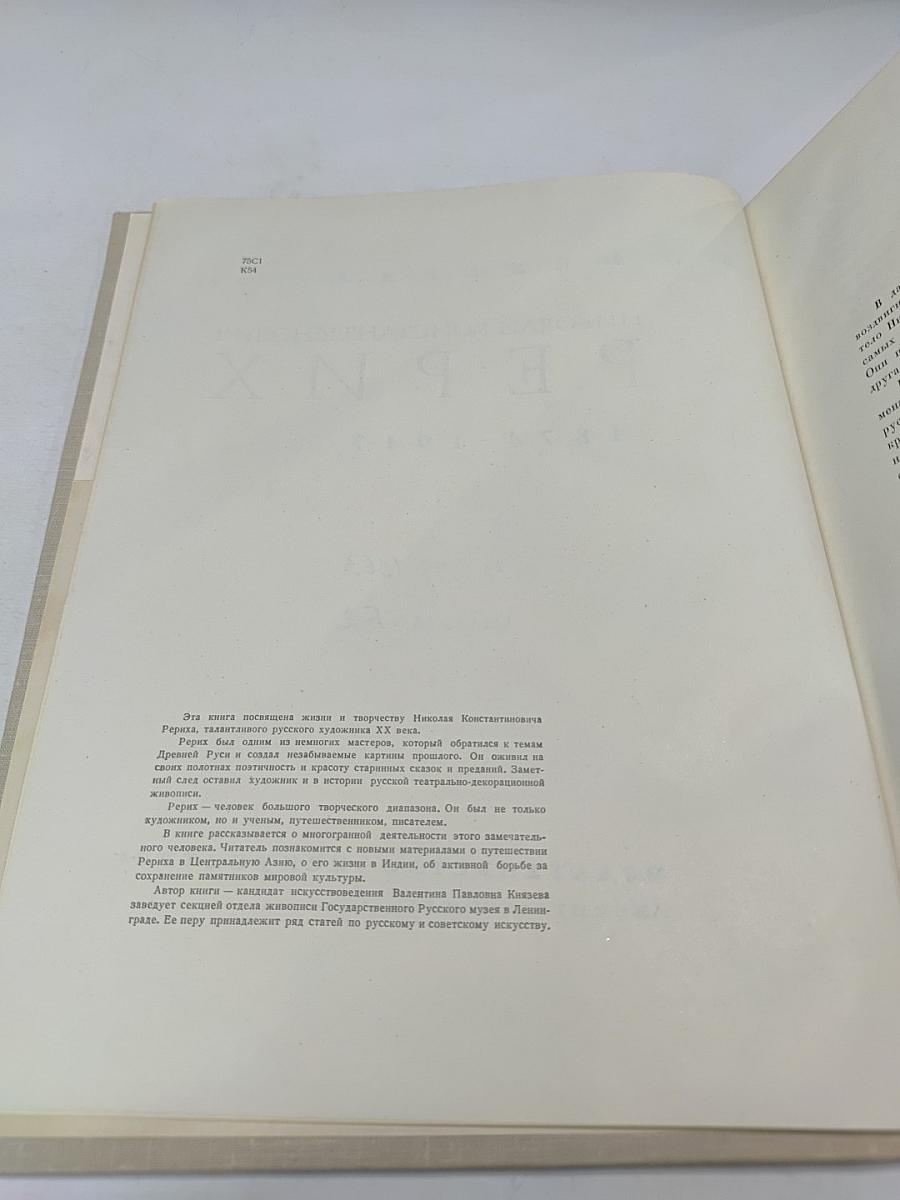 75С1
К54
Эта книга посвящена жизни и творчеству Николая Константиновича
Рериха, талантливого русского художника XX века.
Рерих был одним из немногих мастеров, который обратился к темам
Древней Руси и создал незабываемые картины прошлого. Он оживил на
своих полотнах поэтичность и красоту старинных сказок и преданий. Замет-
ный след оставил художник и в истории русской театрально-декорационной
живописи.
Рерих — человек большого творческого диапазона. Он был не только
художником, но и ученым, путешественником, писателем.
В книге рассказывается о многогранной деятельности этого замечатель-
ного человека. Читатель познакомится с новыми материалами о путешествии
Рериха в Центральную Азию, о его жизни в Индии, об активной борьбе за
сохранение памятников мировой культуры.
Автор книги — кандидат искусствоведения Валентина Павловна Князева
заведует секцией отдела живописи Государственного Русского музея в Ленин-
граде. Ее перу принадлежит ряд статей по русскому и советскому искусству.
В
тело
самых
Они
друга